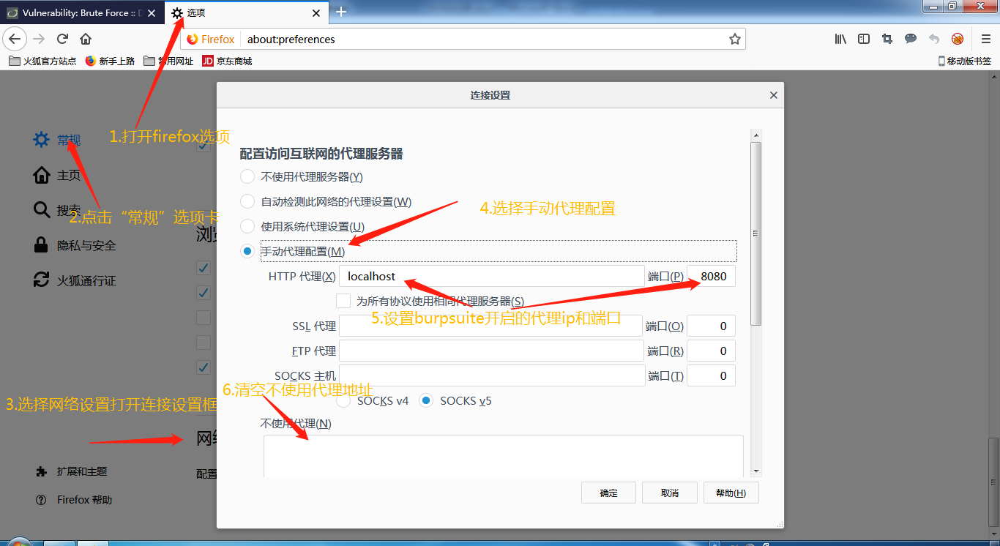 Vulnerability: Brute Force :: D
选项
Firefox
about:preferences
火狐官方站点
新手上路
常用网址
JD
京东商城
移动版书签
连接设置
1.打开firefox选项
常规
主页
2.点击“常规”选项卡
搜索
隐私与安全
火狐通行证
浏览
配置访问互联网的代理服务器
不使用代理服务器(Y)
自动检测此网络的代理设置(W)
4.选择手动代理配置
使用系统代理设置(U)
手动代理配置(M)
HTTP 代理(X) localhost 端口(P) 8080
为所有协议使用相同代理服务器(S)
5.设置burpsuite开启的代理ip和端口
SSL 代理 端口(O) 0
FTP 代理 端口(R) 0
SOCKS 主机 端口(T) 0
6.清空不使用代理地址
SOCKS v4 SOCKS v5
3.选择网络设置打开连接设置框
不使用代理(N)
网络
配置
扩展和主题
Firefox 帮助
确定 取消 帮助(H)